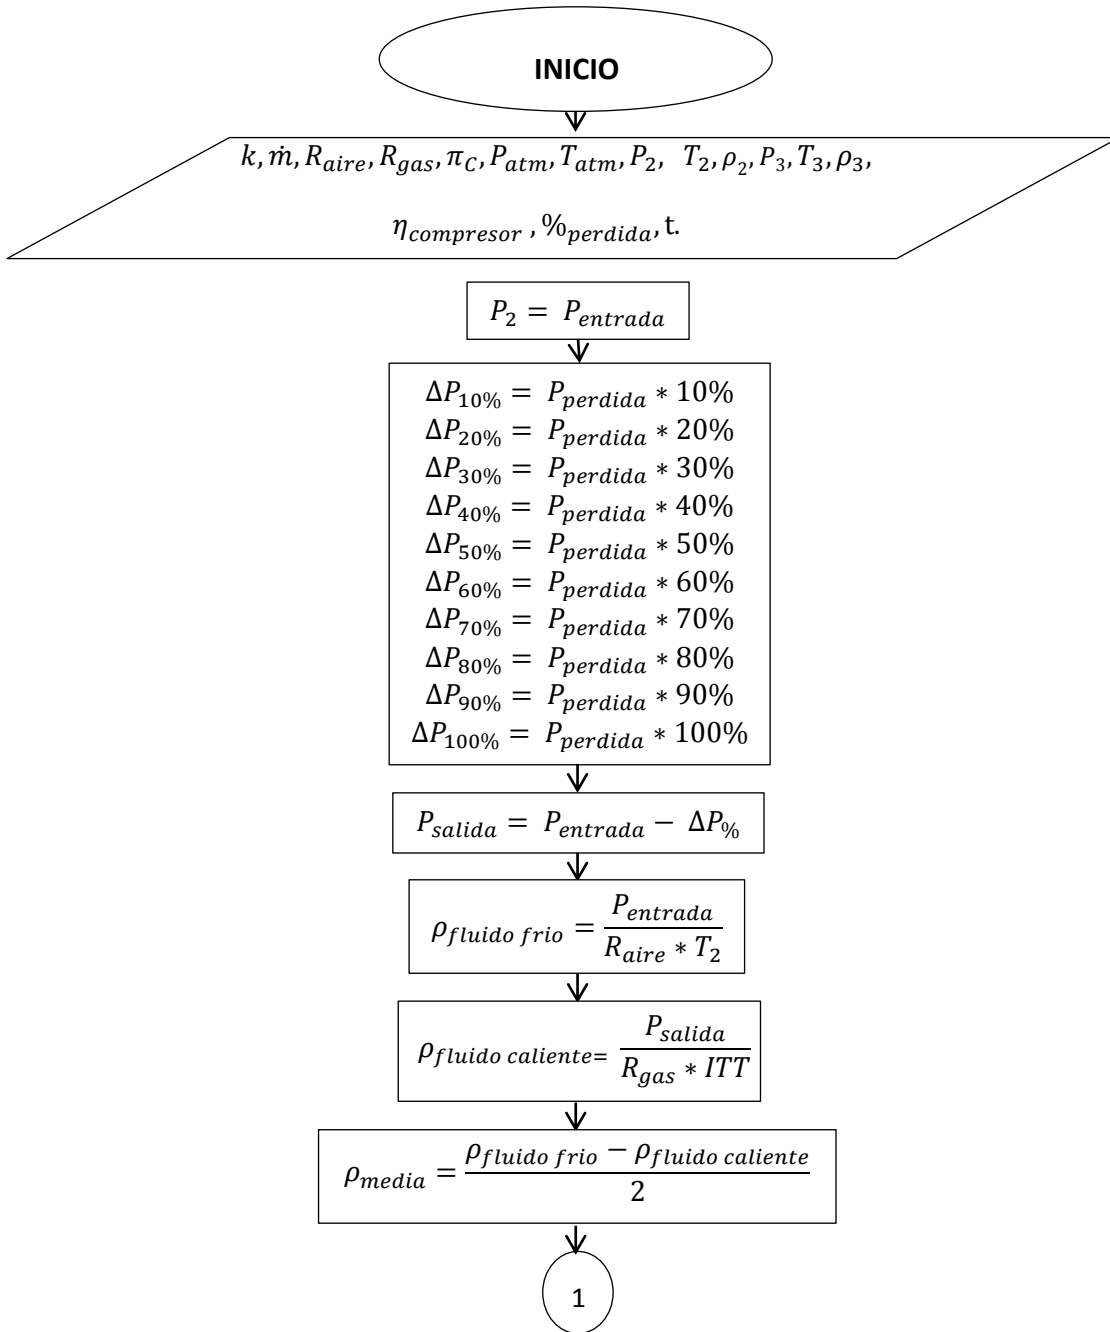 INICIO
k, ṁ, R_aire, R_gas, π_C, P_atm, T_atm, P_2, T_2, ρ_2, P_3, T_3, ρ_3,
η_compresor , %_perdida, t.
P_2 = P_entrada
ΔP_10% = P_perdida * 10%
ΔP_20% = P_perdida * 20%
ΔP_30% = P_perdida * 30%
ΔP_40% = P_perdida * 40%
ΔP_50% = P_perdida * 50%
ΔP_60% = P_perdida * 60%
ΔP_70% = P_perdida * 70%
ΔP_80% = P_perdida * 80%
ΔP_90% = P_perdida * 90%
ΔP_100% = P_perdida * 100%
P_salida = P_entrada − ΔP_%
ρ_fluido frio = P_entrada / R_aire * T_2
ρ_fluido caliente= P_salida / R_gas * ITT
ρ_media = ρ_fluido frio − ρ_fluido caliente / 2
1